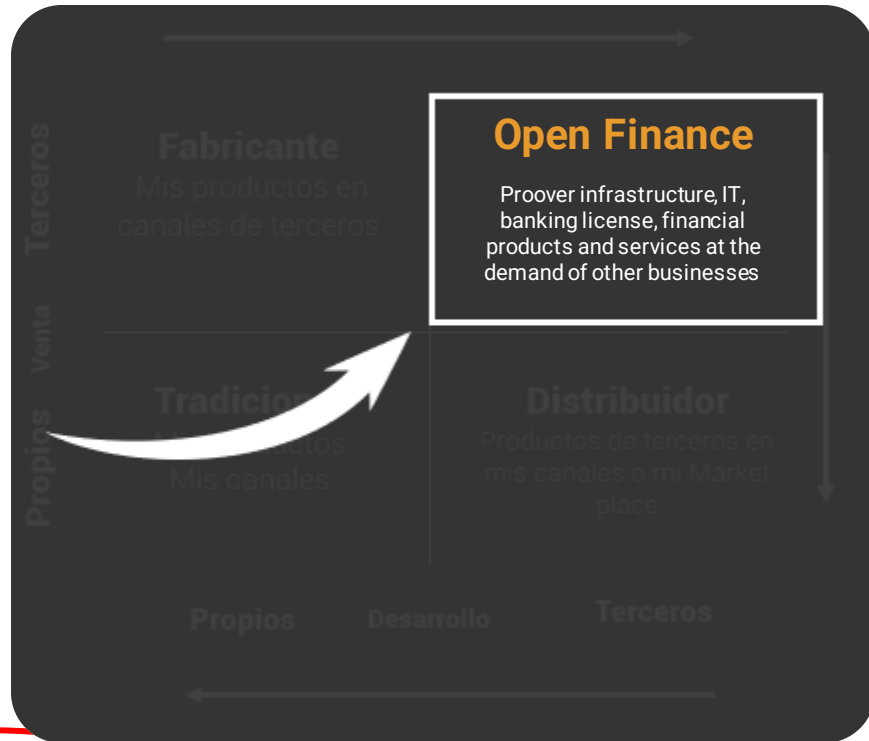 Terceros
Fabricante
Mis productos en
canales de terceros
Open Finance
Proover infrastructure, IT,
banking license, financial
products and services at the
demand of other businesses
Venta
Propios
Tradicion
Mis canales
Distribuidor
Productos de terceros en
mis canales o mi Market
place
Propios
Desarrollo
Terceros